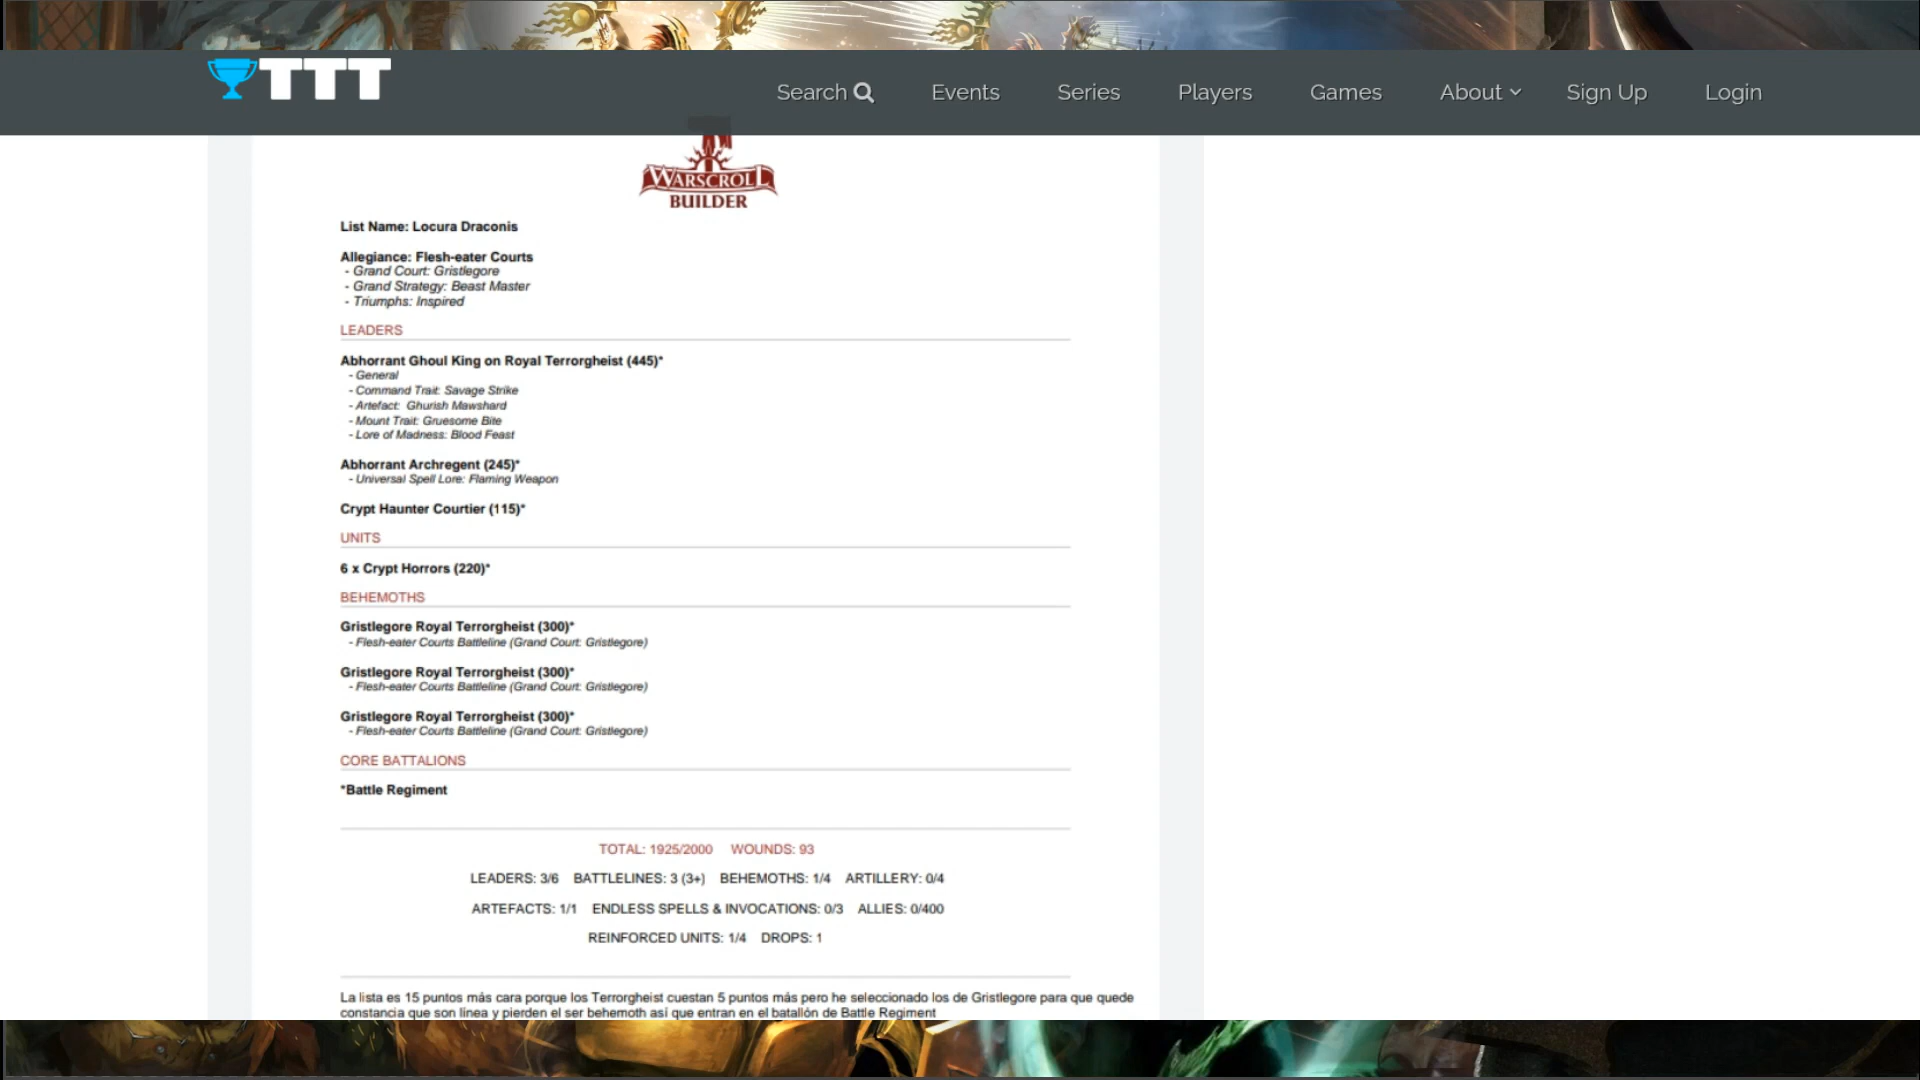 TTT
Search
Events
Series
Players
Games
About
Sign Up
Login
WARSCROLL
BUILDER
List Name: Locura Draconis
Allegiance: Flesh-eater Courts
- Grand Court: Gristlegore
- Grand Strategy: Beast Master
- Triumphs: Inspired
LEADERS
Abhorrant Ghoul King on Royal Terrorgheist (445)*
- General
- Command Trait: Savage Strike
- Artefact: Ghurish Mawshard
- Mount Trait: Gruesome Bite
- Lore of Madness: Blood Feast
Abhorrant Archregent (245)*
- Universal Spell Lore: Flaming Weapon
Crypt Haunter Courtier (115)*
UNITS
6 x Crypt Horrors (220)*
BEHEMOTHS
Gristlegore Royal Terrorgheist (300)*
- Flesh-eater Courts Battleline (Grand Court: Gristlegore)
Gristlegore Royal Terrorgheist (300)*
- Flesh-eater Courts Battleline (Grand Court: Gristlegore)
Gristlegore Royal Terrorgheist (300)*
- Flesh-eater Courts Battleline (Grand Court: Gristlegore)
CORE BATTALIONS
*Battle Regiment
TOTAL: 1925/2000 WOUNDS: 93
LEADERS: 3/6 BATTLELINES: 3 (3+) BEHEMOTHS: 1/4 ARTILLERY: 0/4
ARTEFACTS: 1/1 ENDLESS SPELLS & INVOCATIONS: 0/3 ALLIES: 0/400
REINFORCED UNITS: 1/4 DROPS: 1
La lista es 15 puntos más cara porque los Terrorgheist cuestan 5 puntos más pero he seleccionado los de Gristlegore para que quede
constancia que son línea y pierden el ser behemoth así que entran en el batallón de Battle Regiment